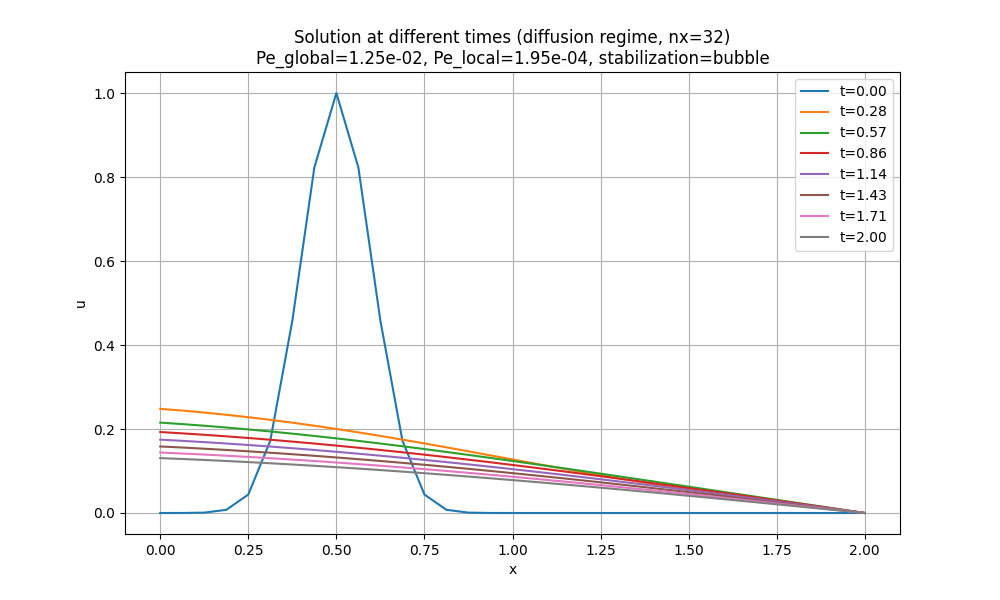 Solution at different times (diffusion regime, nx=32)
Pe_global=1.25e-02, Pe_local=1.95e-04, stabilization=bubble
u
1.0
0.8
0.6
0.4
0.2
0.0
t=0.00
t=0.28
t=0.57
t=0.86
t=1.14
t=1.43
t=1.71
t=2.00
0.00 0.25 0.50 0.75 1.00 1.25 1.50 1.75 2.00
x